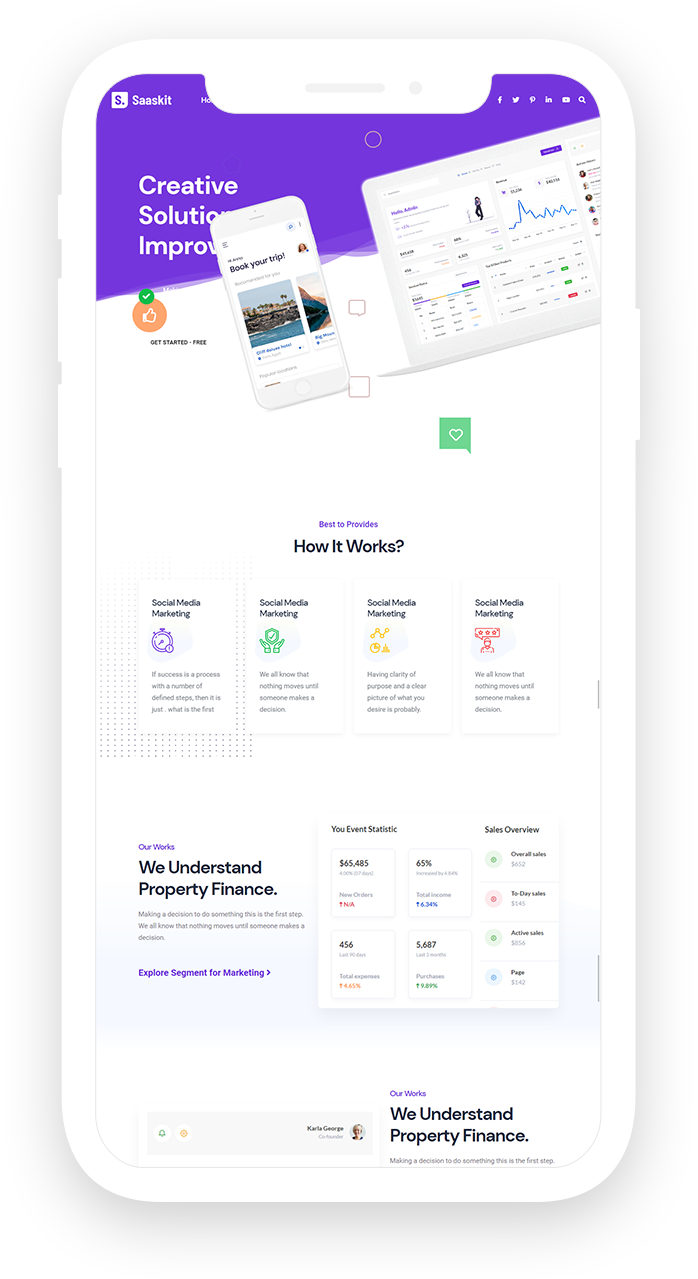 S. Saaskit
Creative
GET STARTED - FREE
Book your trip!
Recommended for you
Cliff Deluxe hotel
Popular locations
Hello Admin
Revenue
Best to Provides
How It Works?
Social Media
Marketing
If success is a process
with a number of
defined steps, then it is
just . what is the first
Social Media
Marketing
We all know that
nothing moves until
someone makes a
decision.
Social Media
Marketing
Having clarity of
purpose and a clear
picture of what you
desire is probably.
Social Media
Marketing
We all know that
nothing moves until
someone makes a
decision.
Our Works
We Understand
Property Finance.
Making a decision to do something this is the first step.
We all know that nothing moves until someone makes a
decision.
Explore Segment for Marketing >
You Event Statistic
$65,485
4.00% (57 days)
New Orders
↑ N/A
65%
Increased by 4.84%
Total income
↑ 6.34%
456
Last 90 days
Total expenses
↑ 4.65%
5,687
Last 3 months
Purchases
↑ 9.89%
Sales Overview
Overall sales
$652
To-Day sales
$145
Active sales
$856
Page
$142
Karla George
Co-founder
Our Works
We Understand
Property Finance.
Making a decision to do something this is the first step.